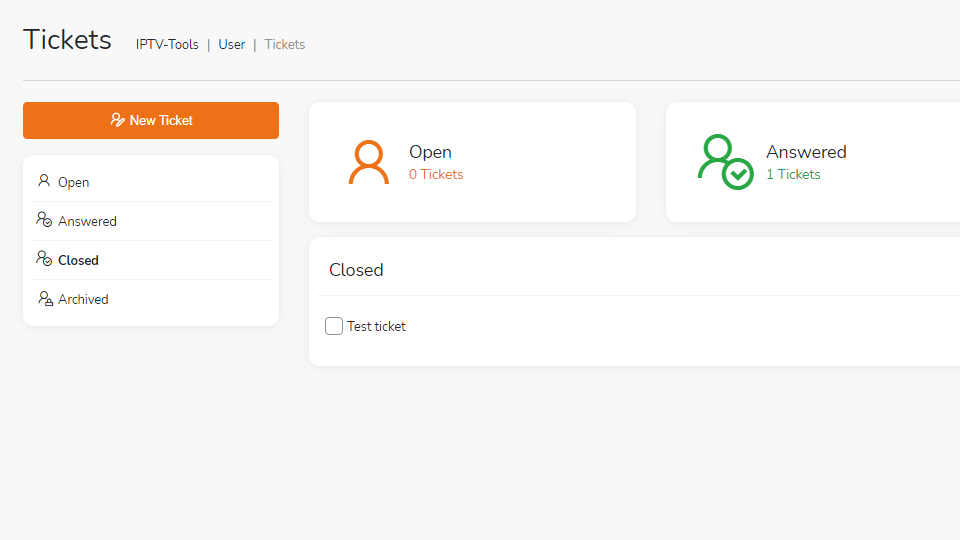 Tickets
IPTV-Tools | User | Tickets
New Ticket
Open
Answered
Closed
Archived
Open
0 Tickets
Answered
1 Tickets
Closed
Test ticket